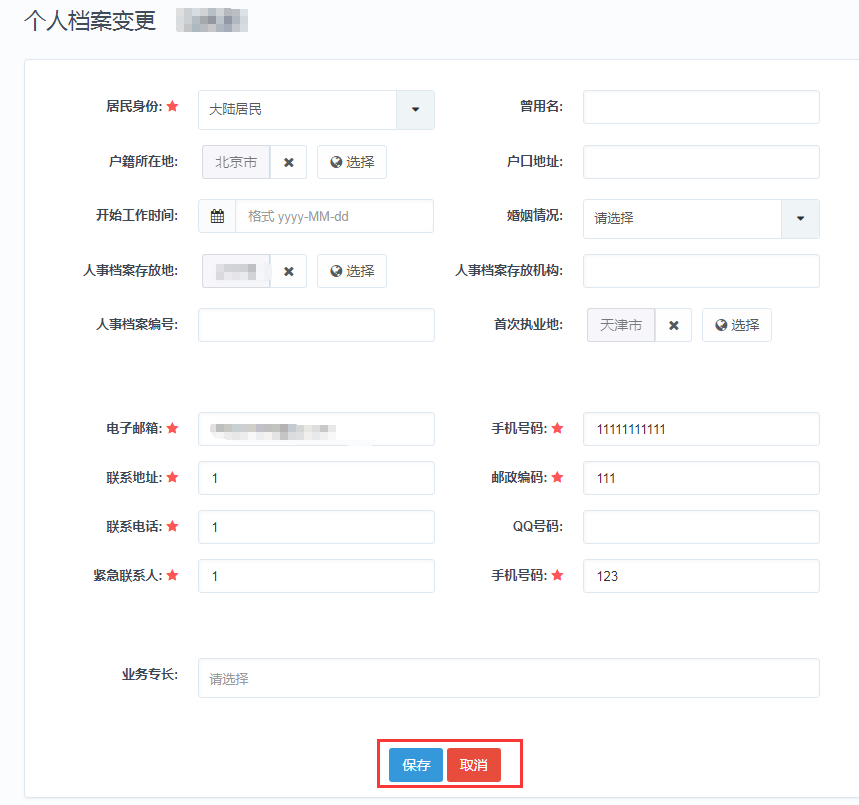 个人档案变更
居民身份: 大陆居民 曾用名:
户籍所在地: 北京市 选择 户口地址:
开始工作时间: 格式 yyyy-MM-dd 婚姻情况: 请选择
人事档案存放地: 选择 人事档案存放机构:
人事档案编号: 首次执业地: 天津市 选择
电子邮箱: 手机号码: 11111111111
联系地址: 1 邮政编码: 111
联系电话: 1 QQ号码:
紧急联系人: 1 手机号码: 123
业务专长: 请选择
保存 取消